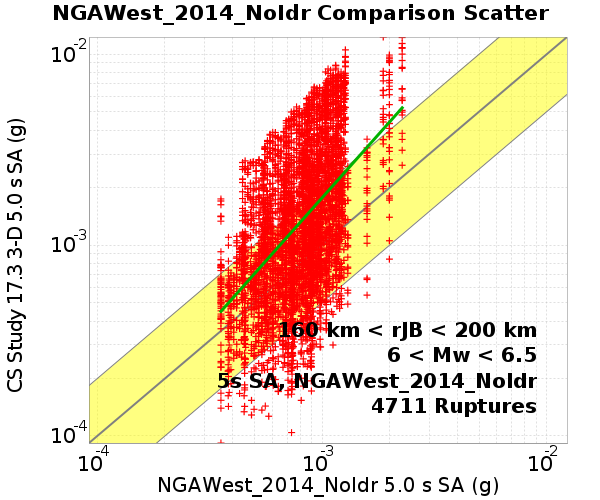 NGAWest_2014_NoIdr Comparison Scatter
CS Study 17.3 3-D 5.0 s SA (g)
10-2
10-3
10-4
160 km < rJB < 200 km
6 < Mw < 6.5
5s SA, NGAWest_2014_NoIdr
4711 Ruptures
10-4 10-3 10-2
NGAWest_2014_NoIdr 5.0 s SA (g)